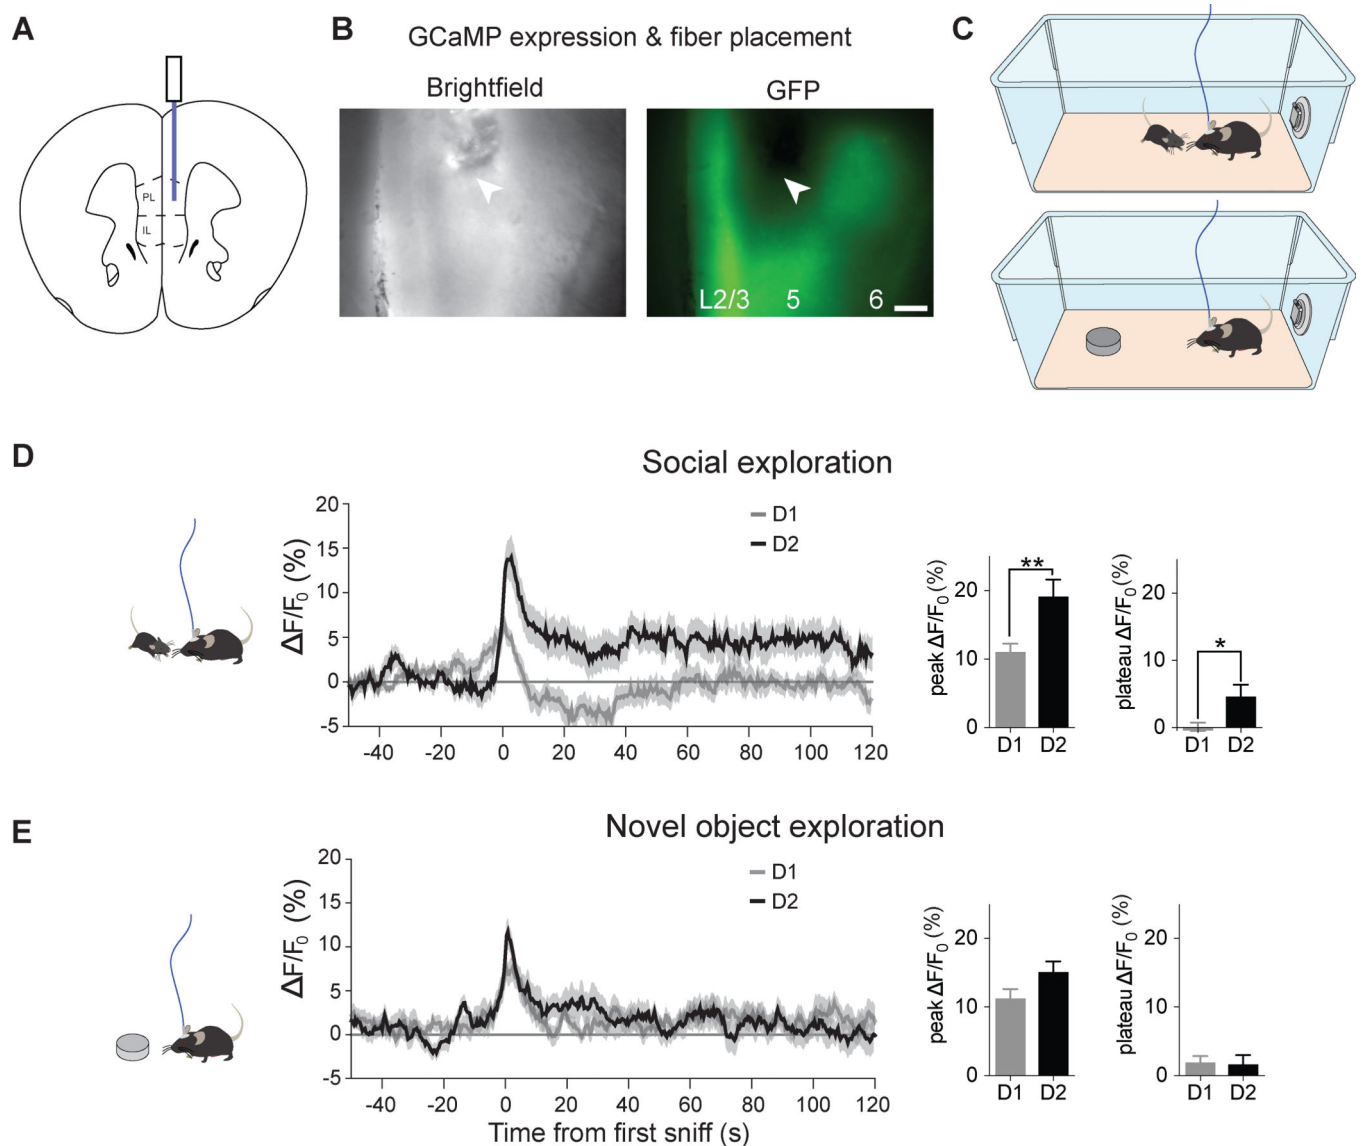 A
PL
IL
B
GCaMP expression & fiber placement
Brightfield
GFP
L2/3 5 6
C
D
Social exploration
ΔF/F0 (%)
20
15
10
5
0
-5
D1
D2
-40 -20 0 20 40 60 80 100 120
peak ΔF/F0 (%)
20
10
0
**
D1 D2
plateau ΔF/F0 (%)
20
10
0
*
D1 D2
E
Novel object exploration
ΔF/F0 (%)
20
15
10
5
0
-5
D1
D2
-40 -20 0 20 40 60 80 100 120
Time from first sniff (s)
peak ΔF/F0 (%)
20
10
0
D1 D2
plateau ΔF/F0 (%)
20
10
0
D1 D2